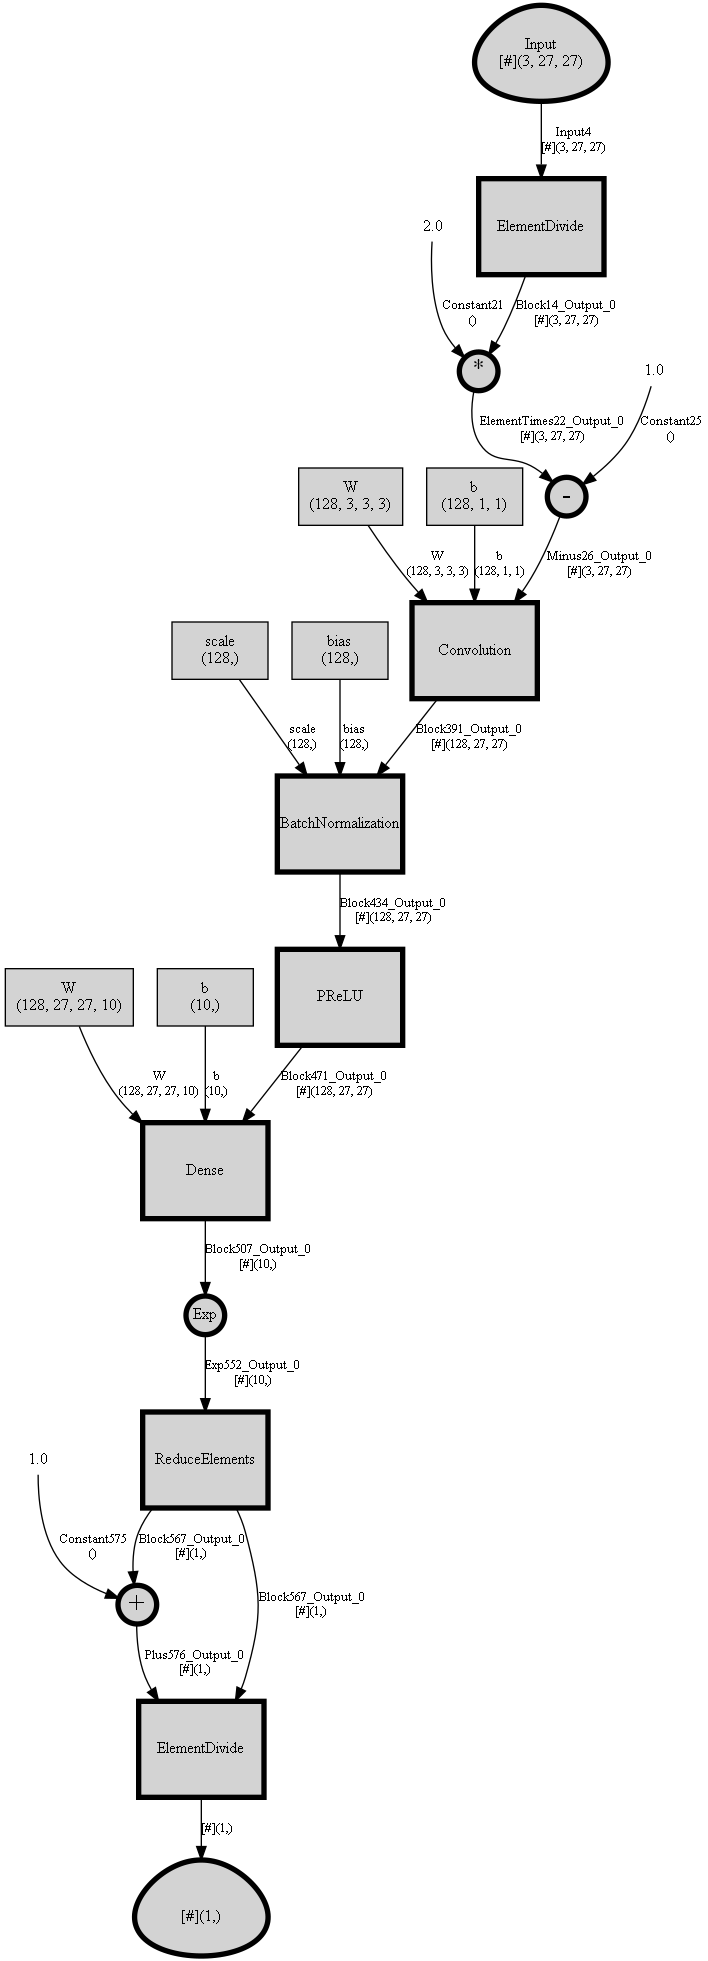 Input
[#](3, 27, 27)
Input4
[#](3, 27, 27)
ElementDivide
2.0
Constant21
()
Block14_Output_0
[#](3, 27, 27)
*
1.0
ElementTimes22_Output_0
[#](3, 27, 27)
Constant25
()
-
W
(128, 3, 3, 3)
b
(128, 1, 1)
W
(128, 3, 3, 3)
b
(128, 1, 1)
Minus26_Output_0
[#](3, 27, 27)
Convolution
scale
(128,)
bias
(128,)
scale
(128,)
bias
(128,)
Block391_Output_0
[#](128, 27, 27)
BatchNormalization
Block434_Output_0
[#](128, 27, 27)
PReLU
W
(128, 27, 27, 10)
b
(10,)
W
(128, 27, 27, 10)
b
(10,)
Block471_Output_0
[#](128, 27, 27)
Dense
Block507_Output_0
[#](10,)
Exp
Exp552_Output_0
[#](10,)
ReduceElements
1.0
Constant575
()
Block567_Output_0
[#](1,)
Block567_Output_0
[#](1,)
+
Plus576_Output_0
[#](1,)
ElementDivide
[#](1,)
[#](1,)